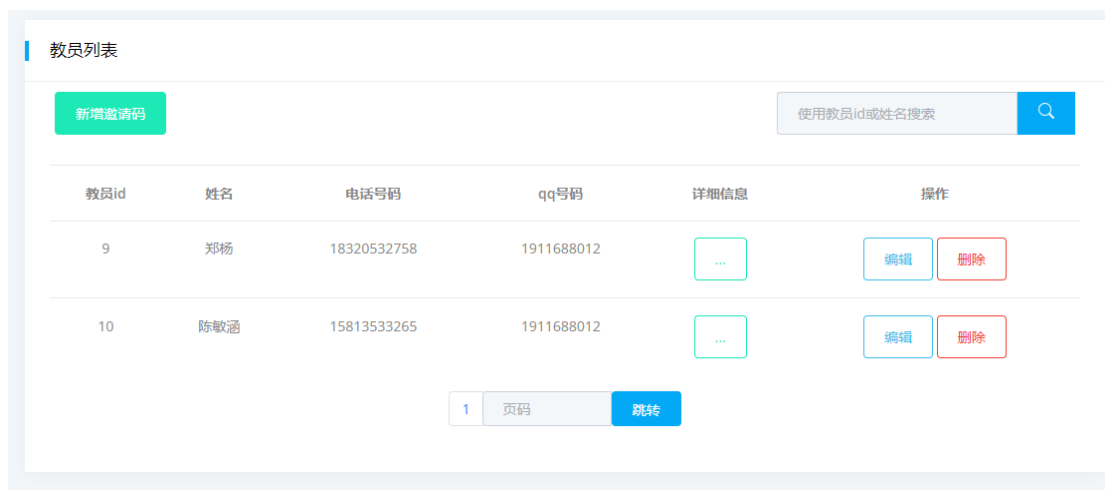 教员列表
新增邀请码 使用教员id或姓名搜索
教员id 姓名 电话号码 qq号码 详细信息 操作
9 郑杨 18320532758 1911688012 ... 编辑 删除
10 陈敏涵 15813533265 1911688012 ... 编辑 删除
1 页码 跳转